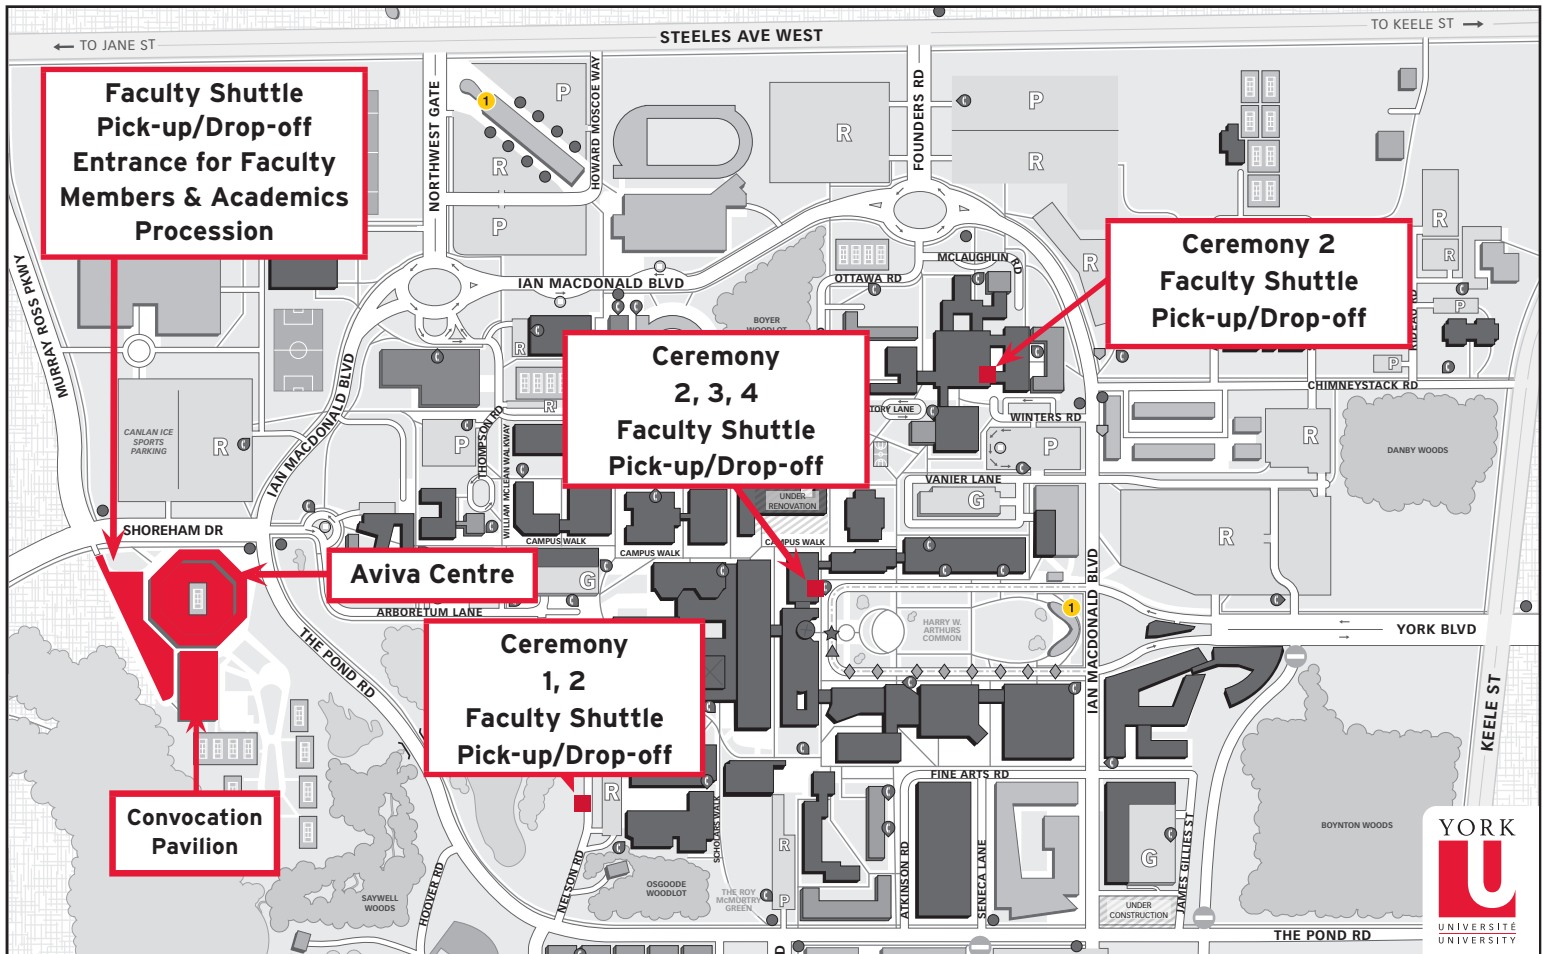 ← TO JANE ST
STEELES AVE WEST
TO KEELE ST →
Faculty Shuttle
Pick-up/Drop-off
Entrance for Faculty
Members & Academics
Procession
NORTHWEST GATE
HOWARD MOSCOE WAY
FOUNDERS RD
1
P
R
P
R
P
R
MURRAY ROSS PKWY
IAN MACDONALD BLVD
OTTAWA RD
MCLAUGHLIN RD
R
Ceremony 2
Faculty Shuttle
Pick-up/Drop-off
R
R
P
P
CHIMNEYSTACK RD
BOYER
Ceremony
2, 3, 4
Faculty Shuttle
Pick-up/Drop-off
R
R
WINTERS RD
P
VANIER LANE
G
R
DANBY WOODS
R
CANLAN ICE
SPORTS
PARKING
R
IAN MACDONALD BLVD
THOMPSON RD
P
WILLIAM MCLEAN WALKWAY
UNDER
RENOVATION
SHOREHAM DR
CAMPUS WALK
CAMPUS WALK
CAMPUS WALK
G
Aviva Centre
ARBORETUM LANE
THE POND RD
HARRY W.
ARTHURS
COMMON
1
IAN MACDONALD BLVD
YORK BLVD
KEELE ST
Ceremony
1, 2
Faculty Shuttle
Pick-up/Drop-off
Convocation
Pavilion
R
FINE ARTS RD
SCHOLARS WALK
NELSON RD
HOOVER RD
SAYWELL
WOODS
OSGOODE
WOODLOT
THE ROY
McMURTRY
GREEN
R
P
ATKINSON RD
SENECA LANE
G
JAMES GILLIES ST
UNDER
CONSTRUCTION
BOYNTON WOODS
THE POND RD
YORK
U
UNIVERSITÉ
UNIVERSITY